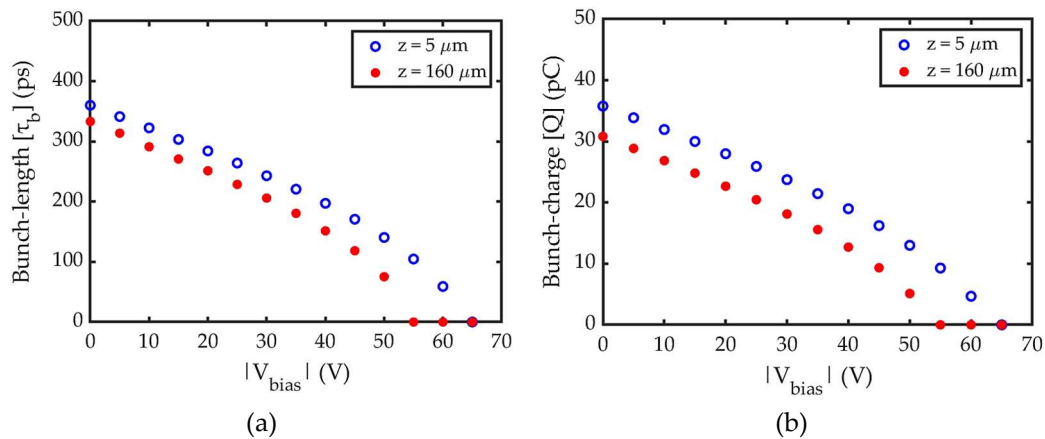 500
400
300
200
100
0
0 10 20 30 40 50 60 70
Bunch-length [τb] (ps)
|Vbias| (V)
z = 5 μm
z = 160 μm
(a)
50
40
30
20
10
0
0 10 20 30 40 50 60 70
Bunch-charge [Q] (pC)
|Vbias| (V)
z = 5 μm
z = 160 μm
(b)